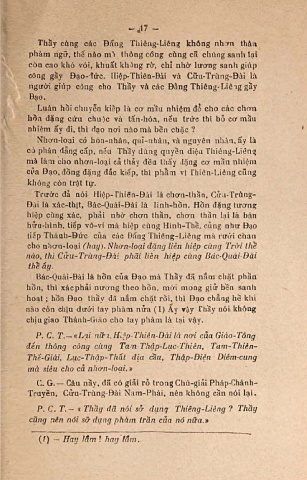 — 47 —
Thầy cùng các Đấng Thiêng-Liêng không nhơn thân
phàm ngữ, thế nào mà thông công cùng cả chúng sanh lại
còn cao khó vói, khuất không rờ, chỉ nhờ lương sanh giúp
công gầy Đạo-đức. Hiệp-Thiên-Đài và Cửu-Trùng-Đài là
người giúp công cho Thầy và các Đấng Thiêng-Liêng gầy
Đạo.
Luân hồi chuyển kiếp là cơ mầu nhiệm để cho các chơn
hồn đặng cứu chuộc và tấn-hóa, nếu trức thì bỏ cơ mầu
nhiệm ấy đi, thì đạo nơi nào mà bền chặc ?
Nhơn-loại có hóa-nhân, quỉ-nhân, và nguyên-nhân, ấy là
có phân đẳng cấp, nếu Thầy dùng quyền diệu Thiêng-Liêng
mà làm cho nhơn-loại cả thảy đều thấy đặng cơ mầu nhiệm
của Đạo, đồng đặng đắc kiếp, thì phẩm vị Thiên-Liêng cũng
không còn trật tự.
Trước đã nói Hiệp-Thiên-Đài là chơn-thần, Cửu-Trùng-
Đài là xác-thịt, Bác-Quái-Đài là linh-hồn. Hồn đặng tương
hiệp cùng xác, phải nhờ chơn thần, chơn thần lại là bán
hữu-hình, tiếp vô-vi mà hiệp cùng Hình-Thể, cũng như Đạo
tiếp Thánh-Đức của các Đấng Thiêng-Liêng mà rưới chan
cho nhơn-loại (hay). Nhơn-loại đặng liên hiệp cùng Trời thế
nào, thì Cửu-Trùng-Đài phải liên hiệp cùng Bác-Quái-Đài
thế ấy.
Bác-Quái-Đài là hồn của Đạo mà Thầy đã nắm chặt phần
hồn, thì xác phải nương theo hồn, mới mong giữ bền sanh
hoạt ; hồn Đạo thầy đã nắm chặt rồi, thì Đạo chẳng hề khi
nào còn chịu dưới tay phàm nữa (1) Ấy vậy Thầy nói không
chịu giao Thánh-Giáo cho tay phàm là tại vậy.
P. C. T. — « Lại nữa, Hiệp-Thiên-Đài là nơi của Giáo-Tông
đến thông công cùng Tam-Thập-Lục-Thiên, Tam-Thiên-
Thế-Giái, Lục-Thập-Thất địa cầu, Thập-Điện Diêm-cung
mà siêu cho cả nhơn-loại. »
C. G. — Câu nầy, đã có giải rõ trong Chú-giải Pháp-Chánh-
Truyền, Cửu-Trùng-Đài Nam-Phái, nên không cần nói lại.
P. C. T. — « Thầy đã nói sở dụng Thiêng-Liêng ? Thầy
cũng nên nói sở dụng phàm trần của nó nữa. »
(1) — Hay lắm ! hay lắm.